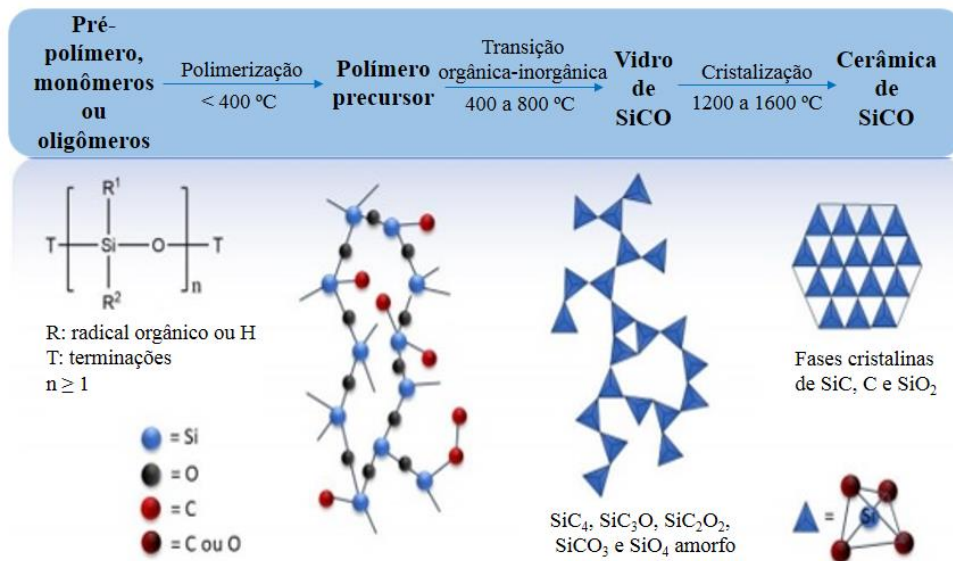 Pré-
polímero,
monômeros
ou
oligômeros
Polimerização
< 400 ºC
Polímero
precursor
Transição
orgânica-inorgânica
400 a 800 ºC
Vidro
de
SiCO
Cristalização
1200 a 1600 ºC
Cerâmica
de
SiCO
R¹
T Si O T
n
R²
R: radical orgânico ou H
T: terminações
n ≥ 1
= Si
= O
= C
= C ou O
SiC₄, SiC₃O, SiC₂O₂,
SiCO₃ e SiO₄ amorfo
Fases cristalinas
de SiC, C e SiO₂
= Si